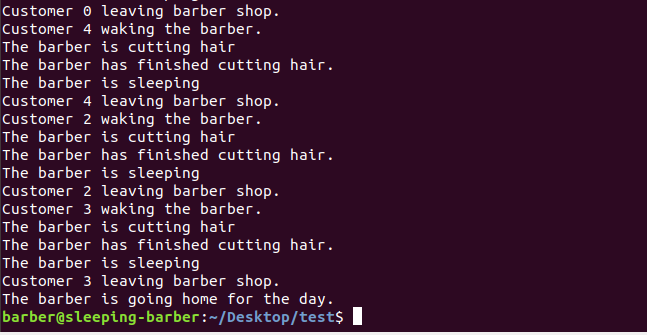 Customer 0 leaving barber shop.
Customer 4 waking the barber.
The barber is cutting hair
The barber has finished cutting hair.
The barber is sleeping
Customer 4 leaving barber shop.
Customer 2 waking the barber.
The barber is cutting hair
The barber has finished cutting hair.
The barber is sleeping
Customer 2 leaving barber shop.
Customer 3 waking the barber.
The barber is cutting hair
The barber has finished cutting hair.
The barber is sleeping
Customer 3 leaving barber shop.
The barber is going home for the day.
barber@sleeping-barber:~/Desktop/test$